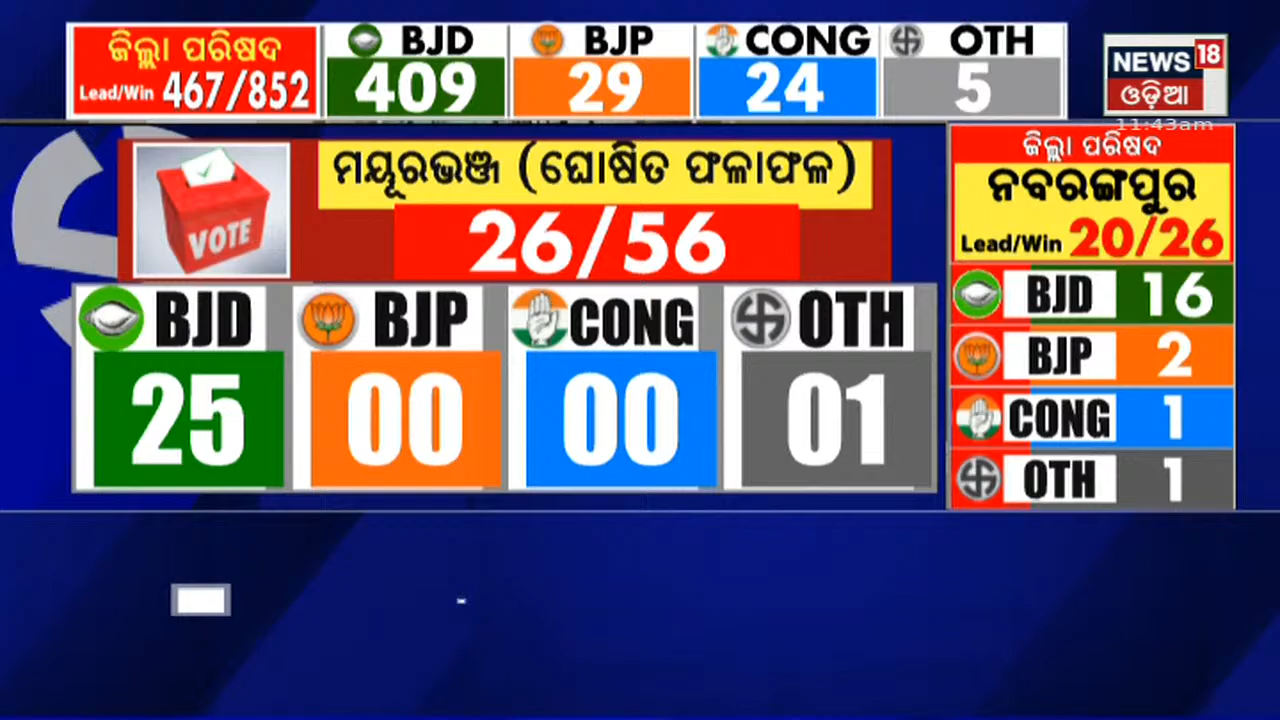 ଜିଲ୍ଲା ପରିଷଦ
Lead/Win 467/852
BJD BJP CONG OTH
409 29 24 5
NEWS 18
ଓଡ଼ିଆ
11:43am
ମୟୂରଭଞ୍ଜ (ଘୋଷିତ ଫଳାଫଳ)
26/56
VOTE
BJD BJP CONG OTH
25 00 00 01
ଜିଲ୍ଲା ପରିଷଦ
ନବରଙ୍ଗପୁର
Lead/Win 20/26
BJD 16
BJP 2
CONG 1
OTH 1